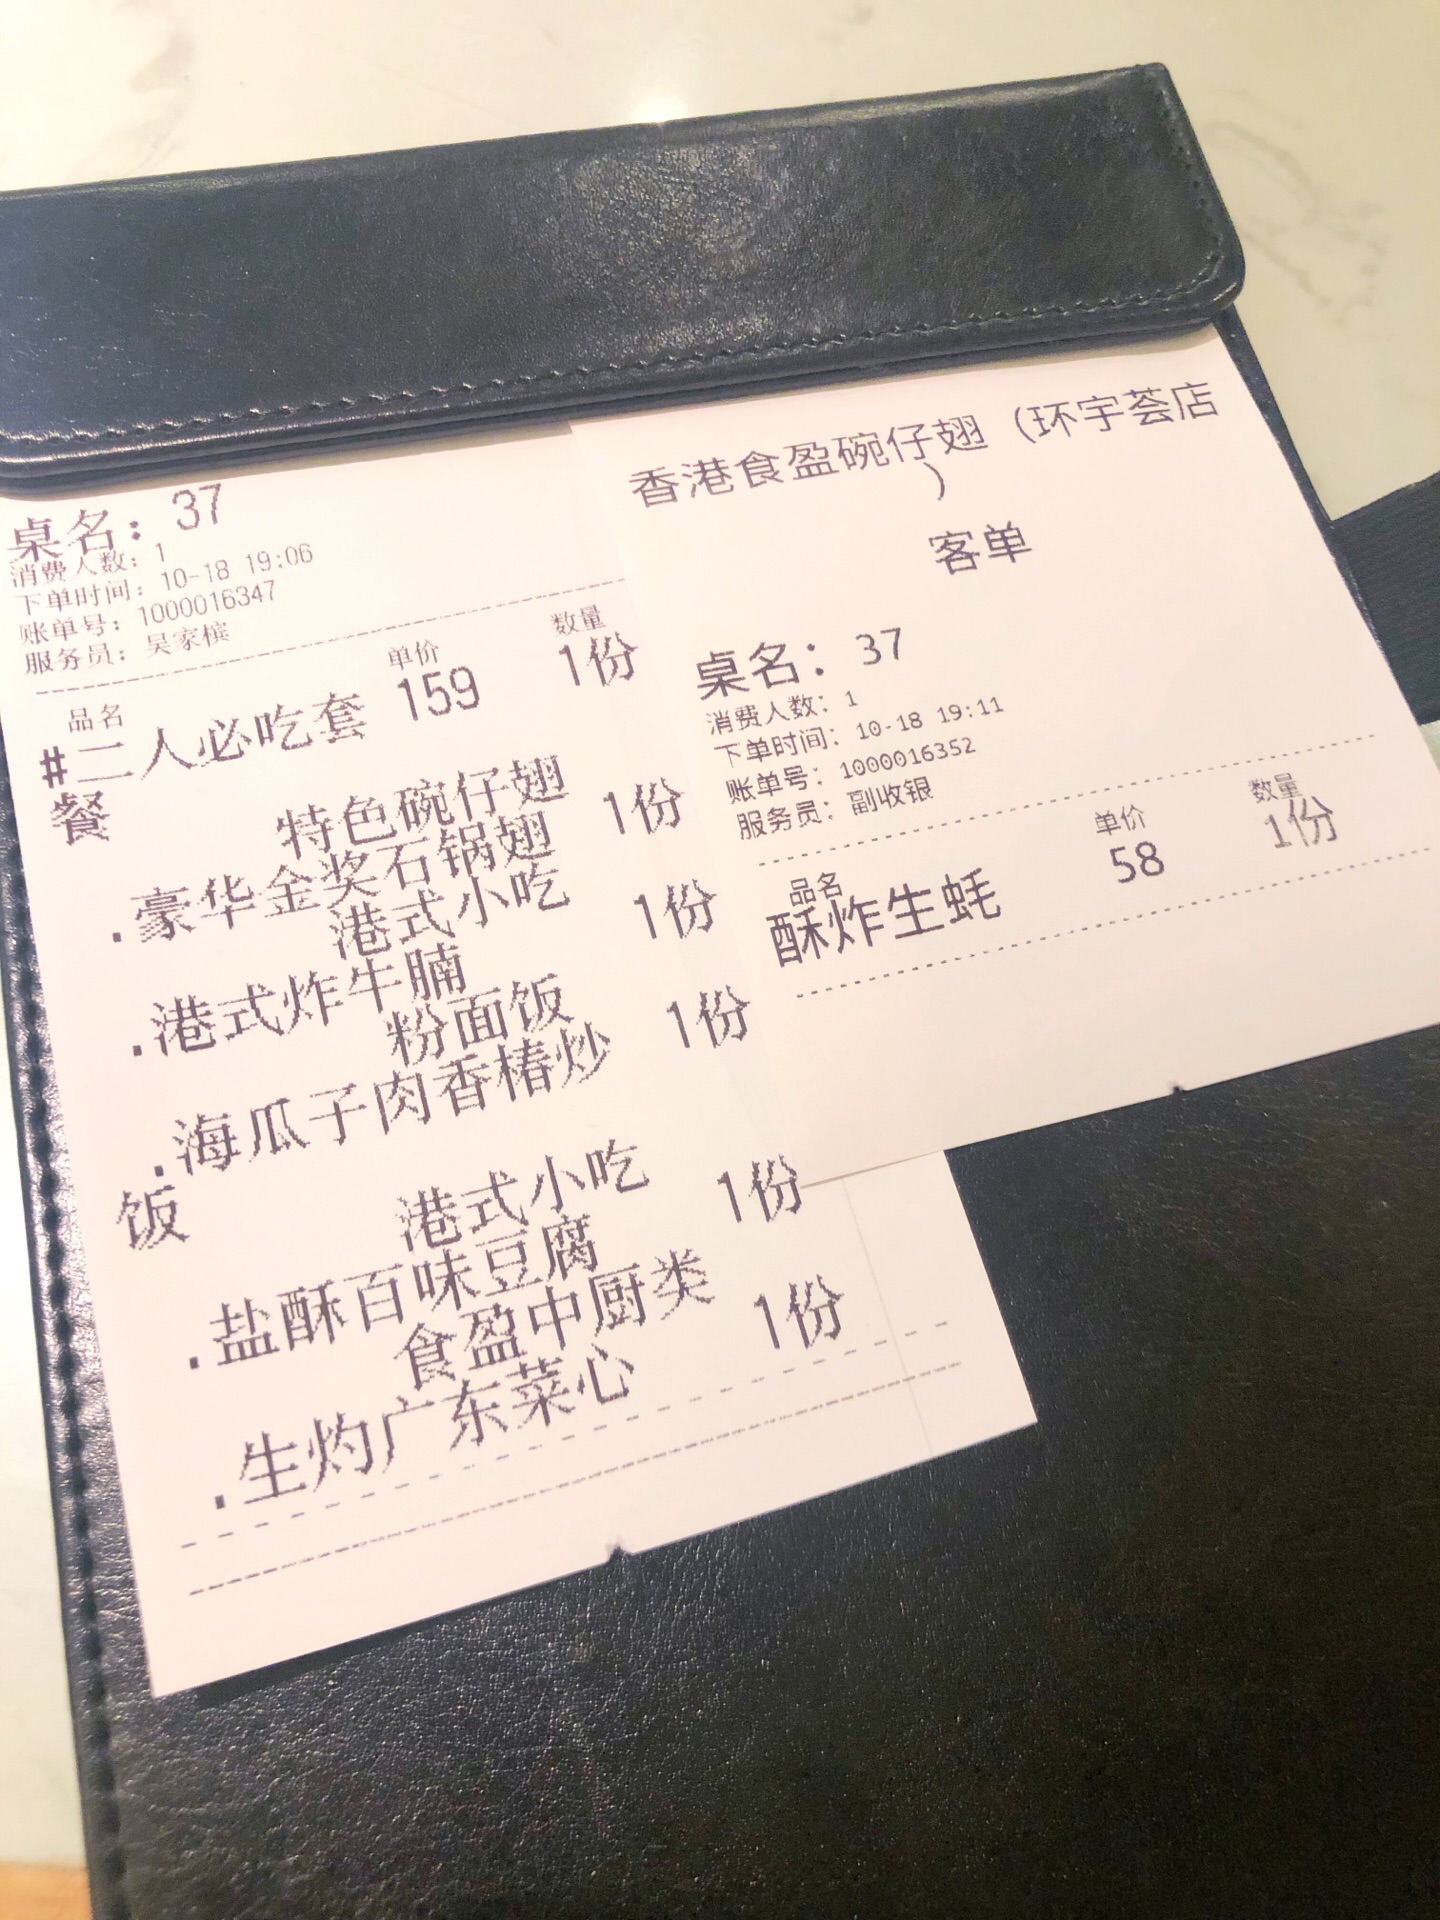 桌名：37
消费人数：1
下单时间：10-18 19:06
账单号：1000016347
服务员：吴家槟
品名 单价 数量
#二人必吃套 159 1份
餐
特色碗仔翅
.豪华金奖石锅翅 1份
港式小吃
.港式炸牛腩 1份
粉面饭
.海瓜子肉香椿炒 1份
饭
港式小吃
.盐酥百味豆腐 1份
食盈中厨类
.生灼广东菜心 1份
香港食盈碗仔翅（环宇荟店
）
客单
桌名：37
消费人数：1
下单时间：10-18 19:11
账单号：1000016352
服务员：副收银
品名 单价 数量
酥炸生蚝 58 1份